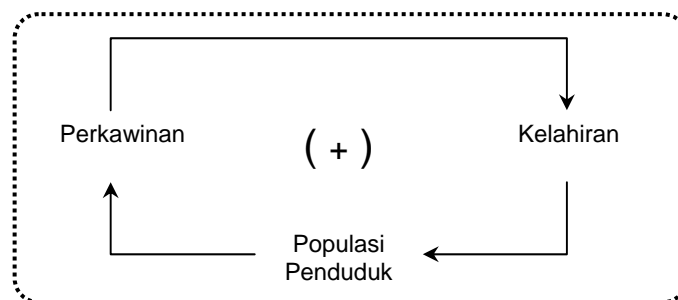 Perkawinan
( + )
Kelahiran
Populasi
Penduduk